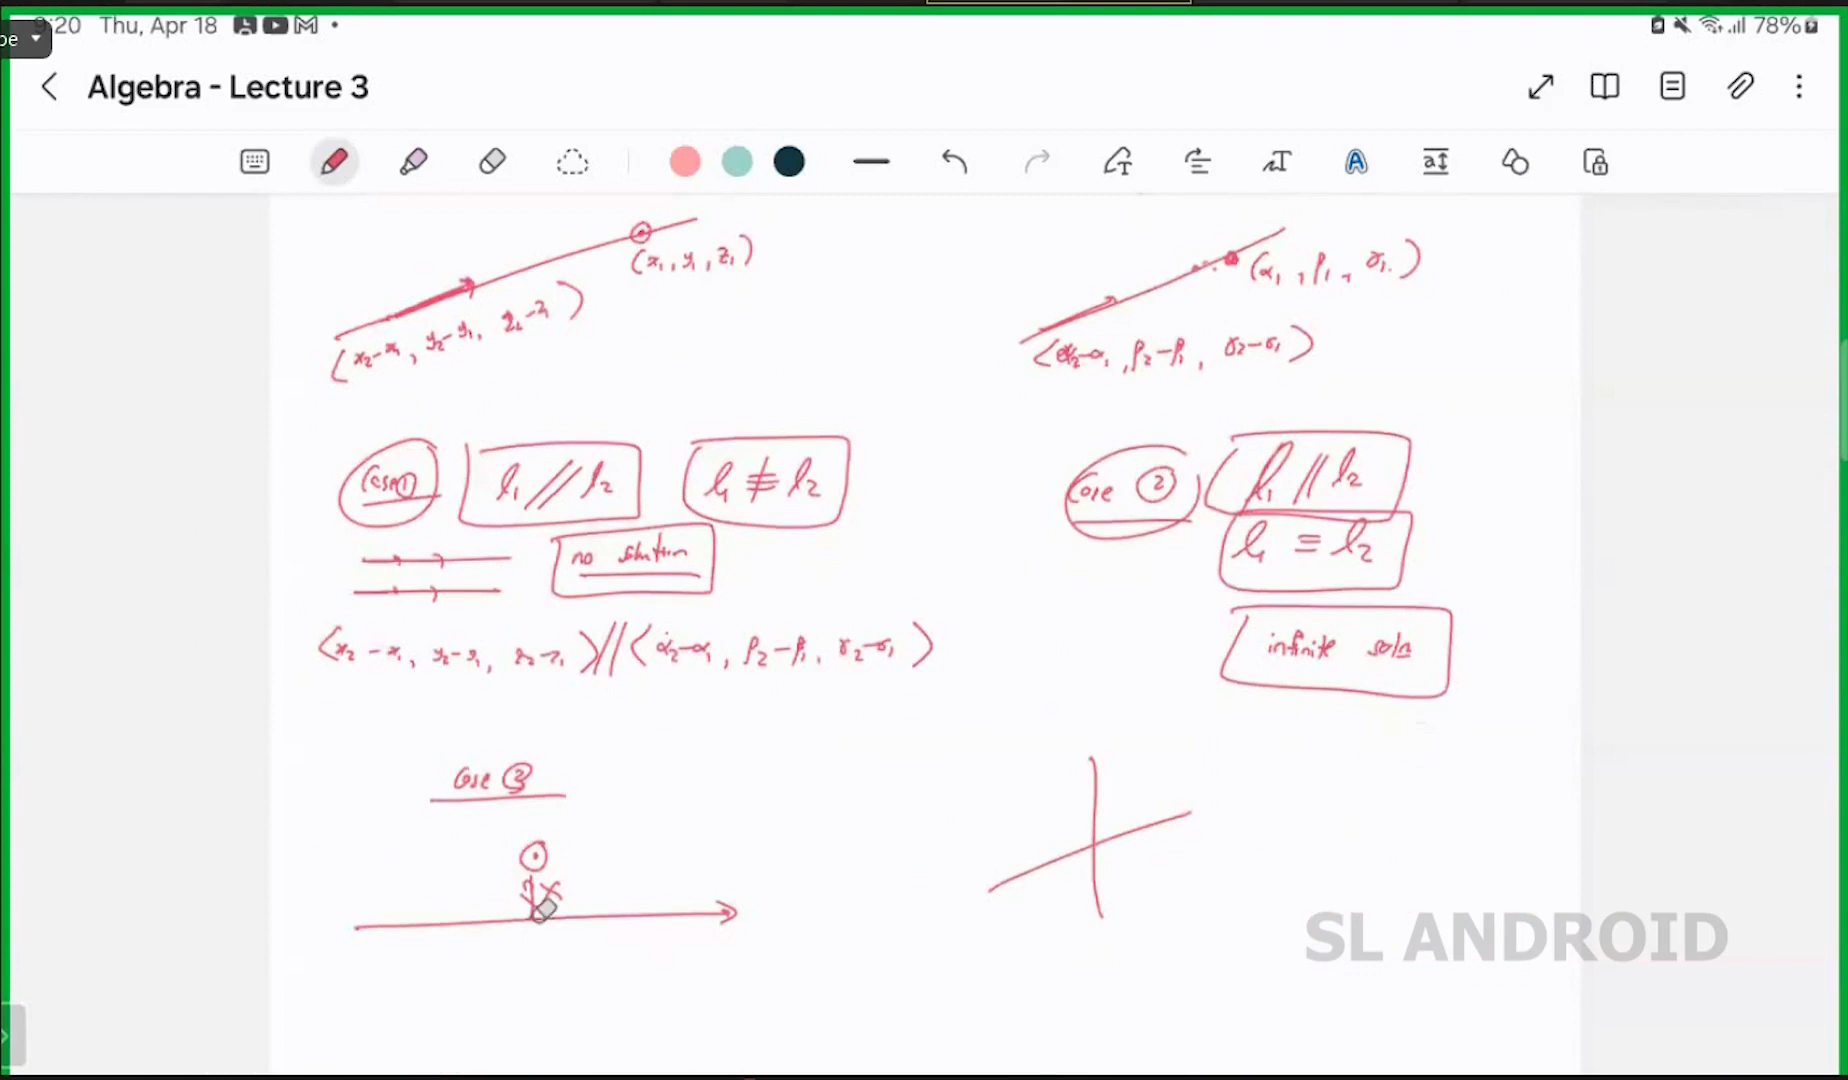 9:20 Thu, Apr 18 78%
Algebra - Lecture 3
(x₁, y₁, z₁)
(x₂-x₁, y₂-y₁, z₂-z₁)
(α₁, β₁, γ₁)
(α₂-α₁, β₂-β₁, γ₂-γ₁)
Case ① l₁ // l₂ l₁ ≢ l₂
no solution
(x₂-x₁, y₂-y₁, z₂-z₁) // (α₂-α₁, β₂-β₁, γ₂-γ₁)
Case ② l₁ // l₂
l₁ ≡ l₂
infinite soln
Case ③
SL ANDROID